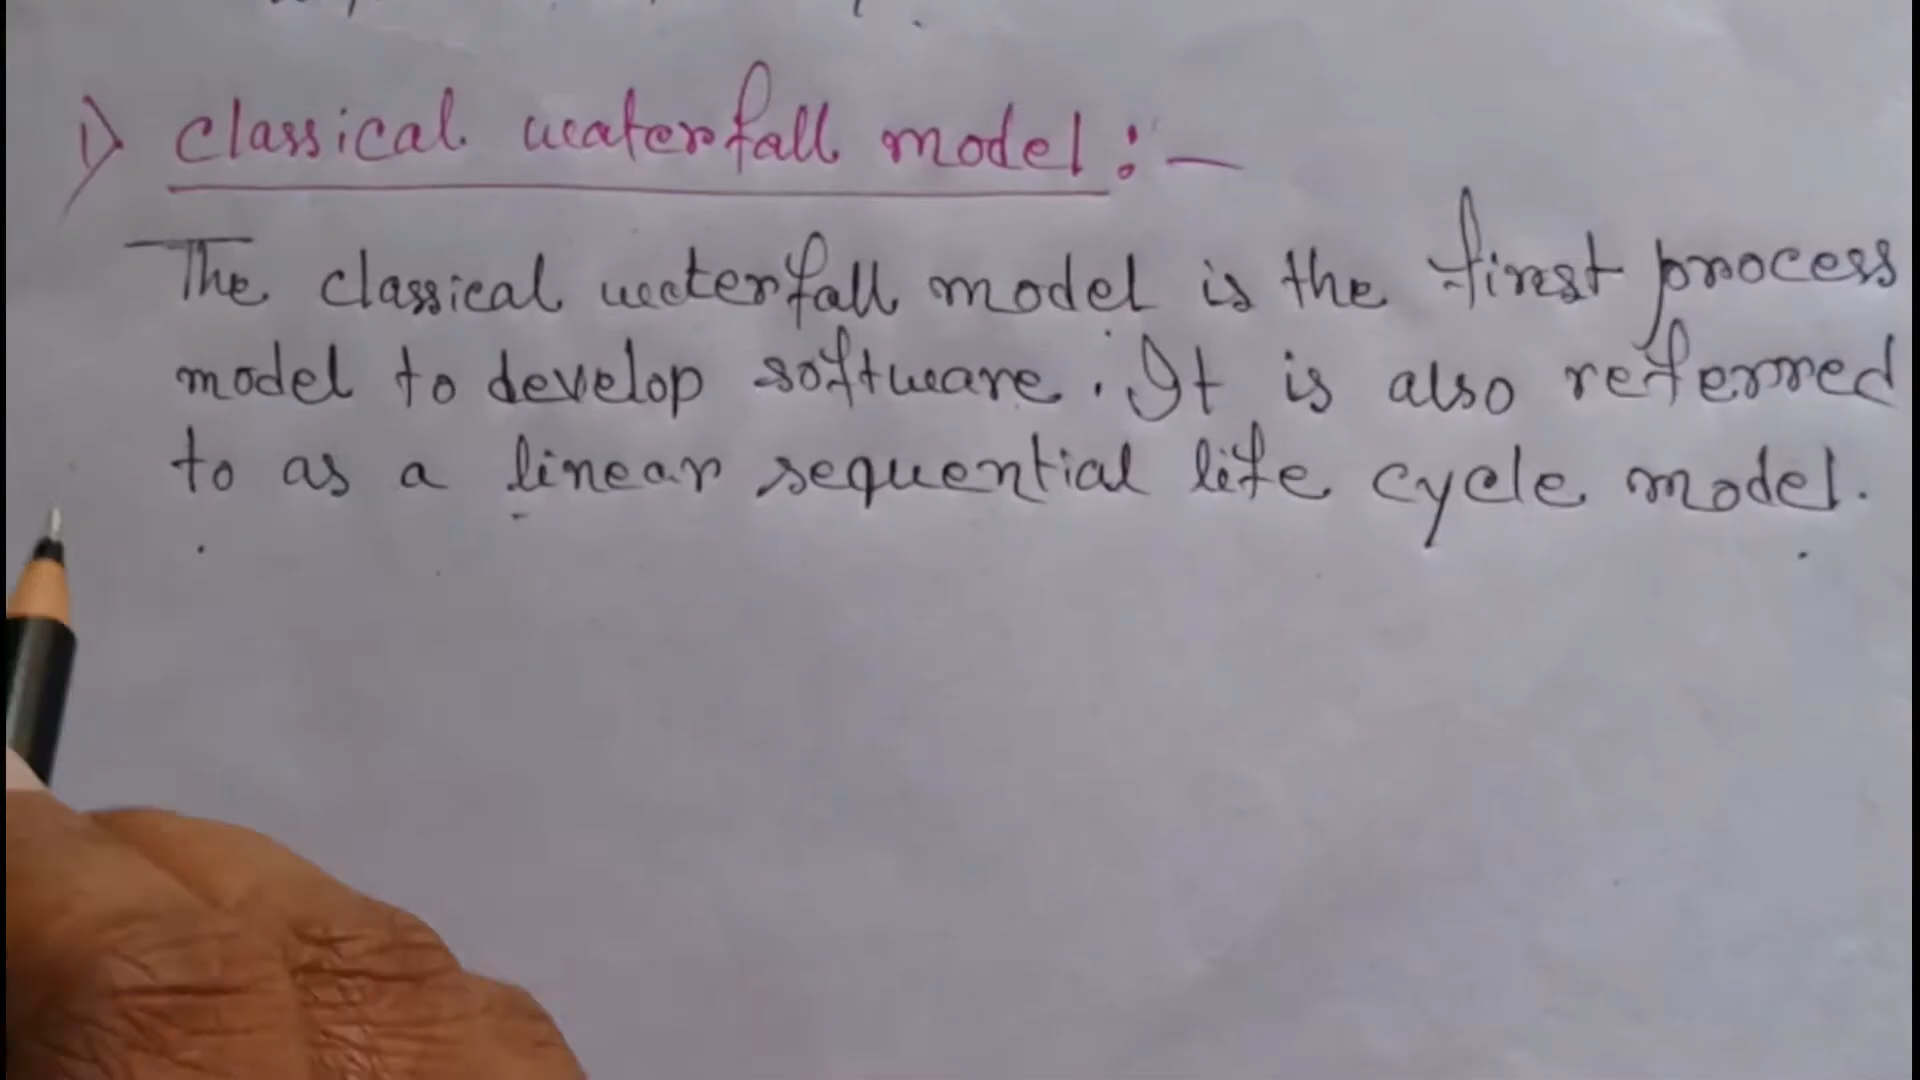 1) classical waterfall model :-
The classical waterfall model is the first process
model to develop software. It is also referred
to as a linear sequential life cycle model.